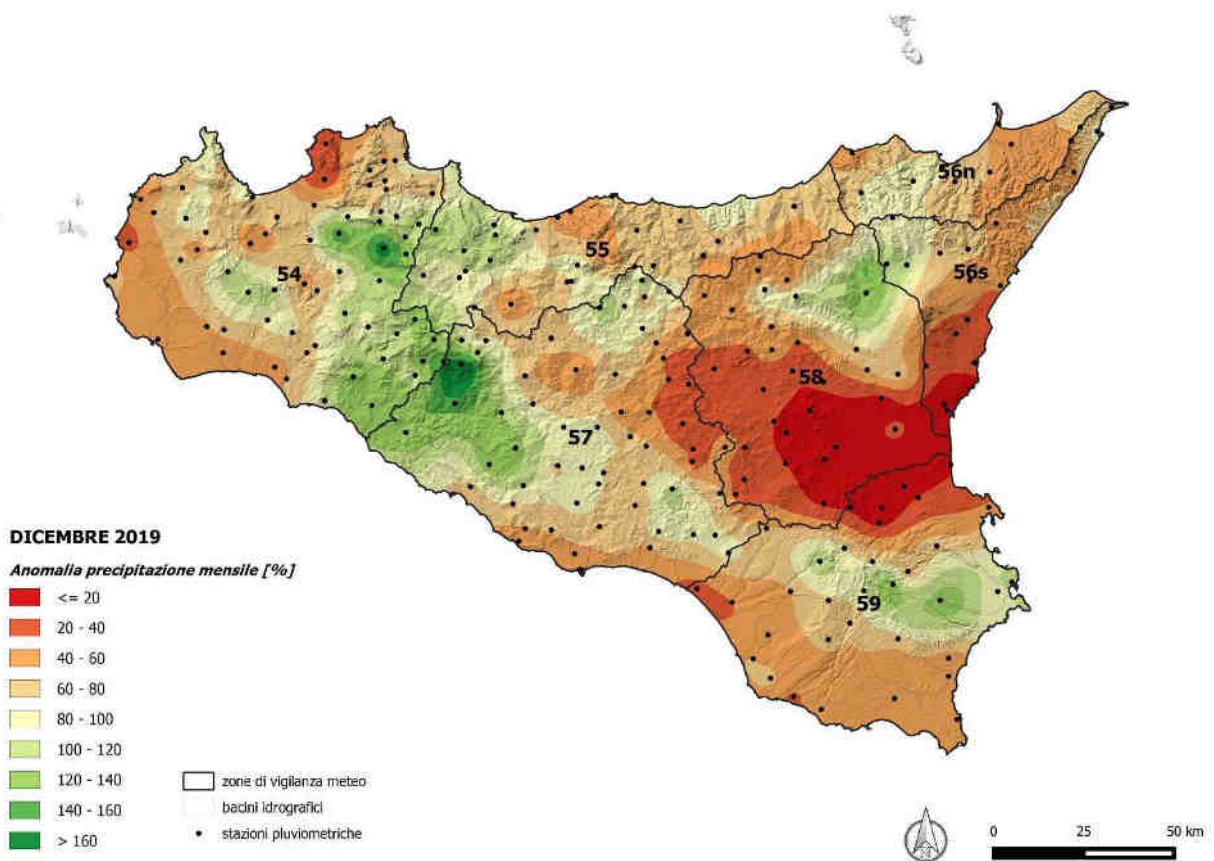 56n
55
56s
54
58
57
59
DICEMBRE 2019
Anomalia precipitazione mensile [%]
<= 20
20 - 40
40 - 60
60 - 80
80 - 100
100 - 120
120 - 140
140 - 160
> 160
zone di vigilanza meteo
bacini idrografici
stazioni pluviometriche
N
0 25 50 km